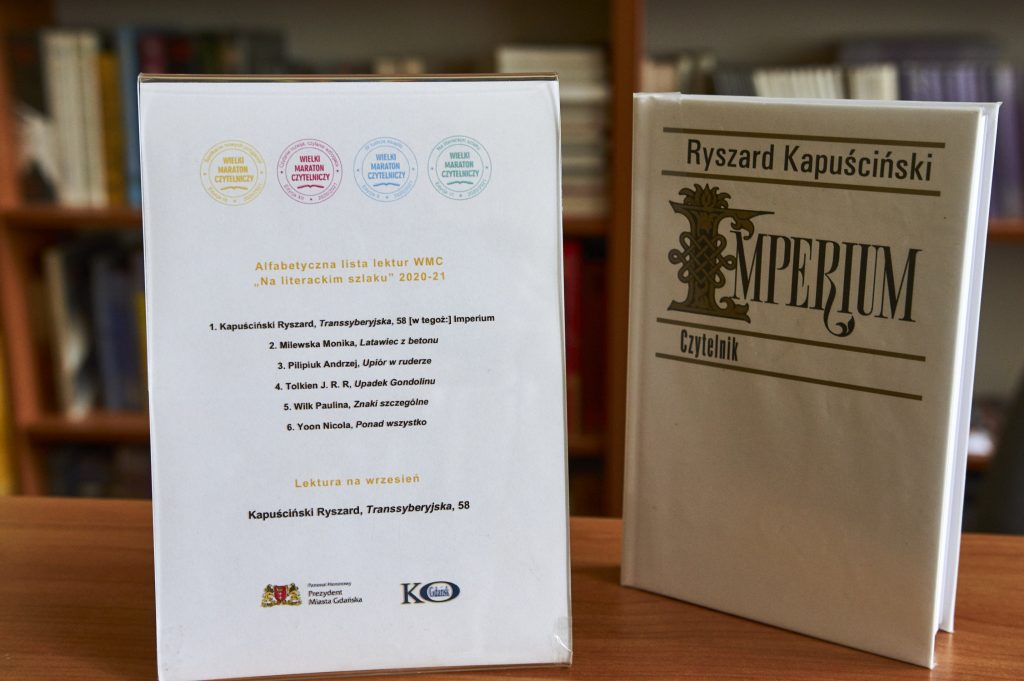 WIELKI
MARATON
CZYTELNICZY
WIELKI
MARATON
CZYTELNICZY
WIELKI
MARATON
CZYTELNICZY
WIELKI
MARATON
CZYTELNICZY
Alfabetyczna lista lektur WMC
„Na literackim szlaku" 2020-21
1. Kapuściński Ryszard, Transsyberyjska, 58 [w tegoż:] Imperium
2. Milewska Monika, Latawiec z betonu
3. Pilipiuk Andrzej, Upiór w ruderze
4. Tolkien J. R. R, Upadek Gondolinu
5. Wilk Paulina, Znaki szczególne
6. Yoon Nicola, Ponad wszystko
Lektura na wrzesień
Kapuściński Ryszard, Transsyberyjska, 58
Patronat Honorowy
Prezydent
Miasta Gdańska
KO
Gdańsk
Ryszard Kapuściński
IMPERIUM
Czytelnik